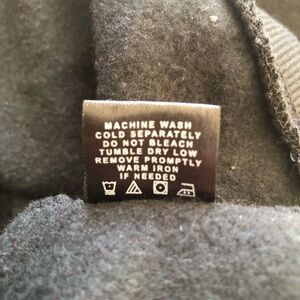 MACHINE WASH
COLD SEPARATELY
DO NOT BLEACH
TUMBLE DRY LOW
REMOVE PROMPTLY
WARM IRON
IF NEEDED